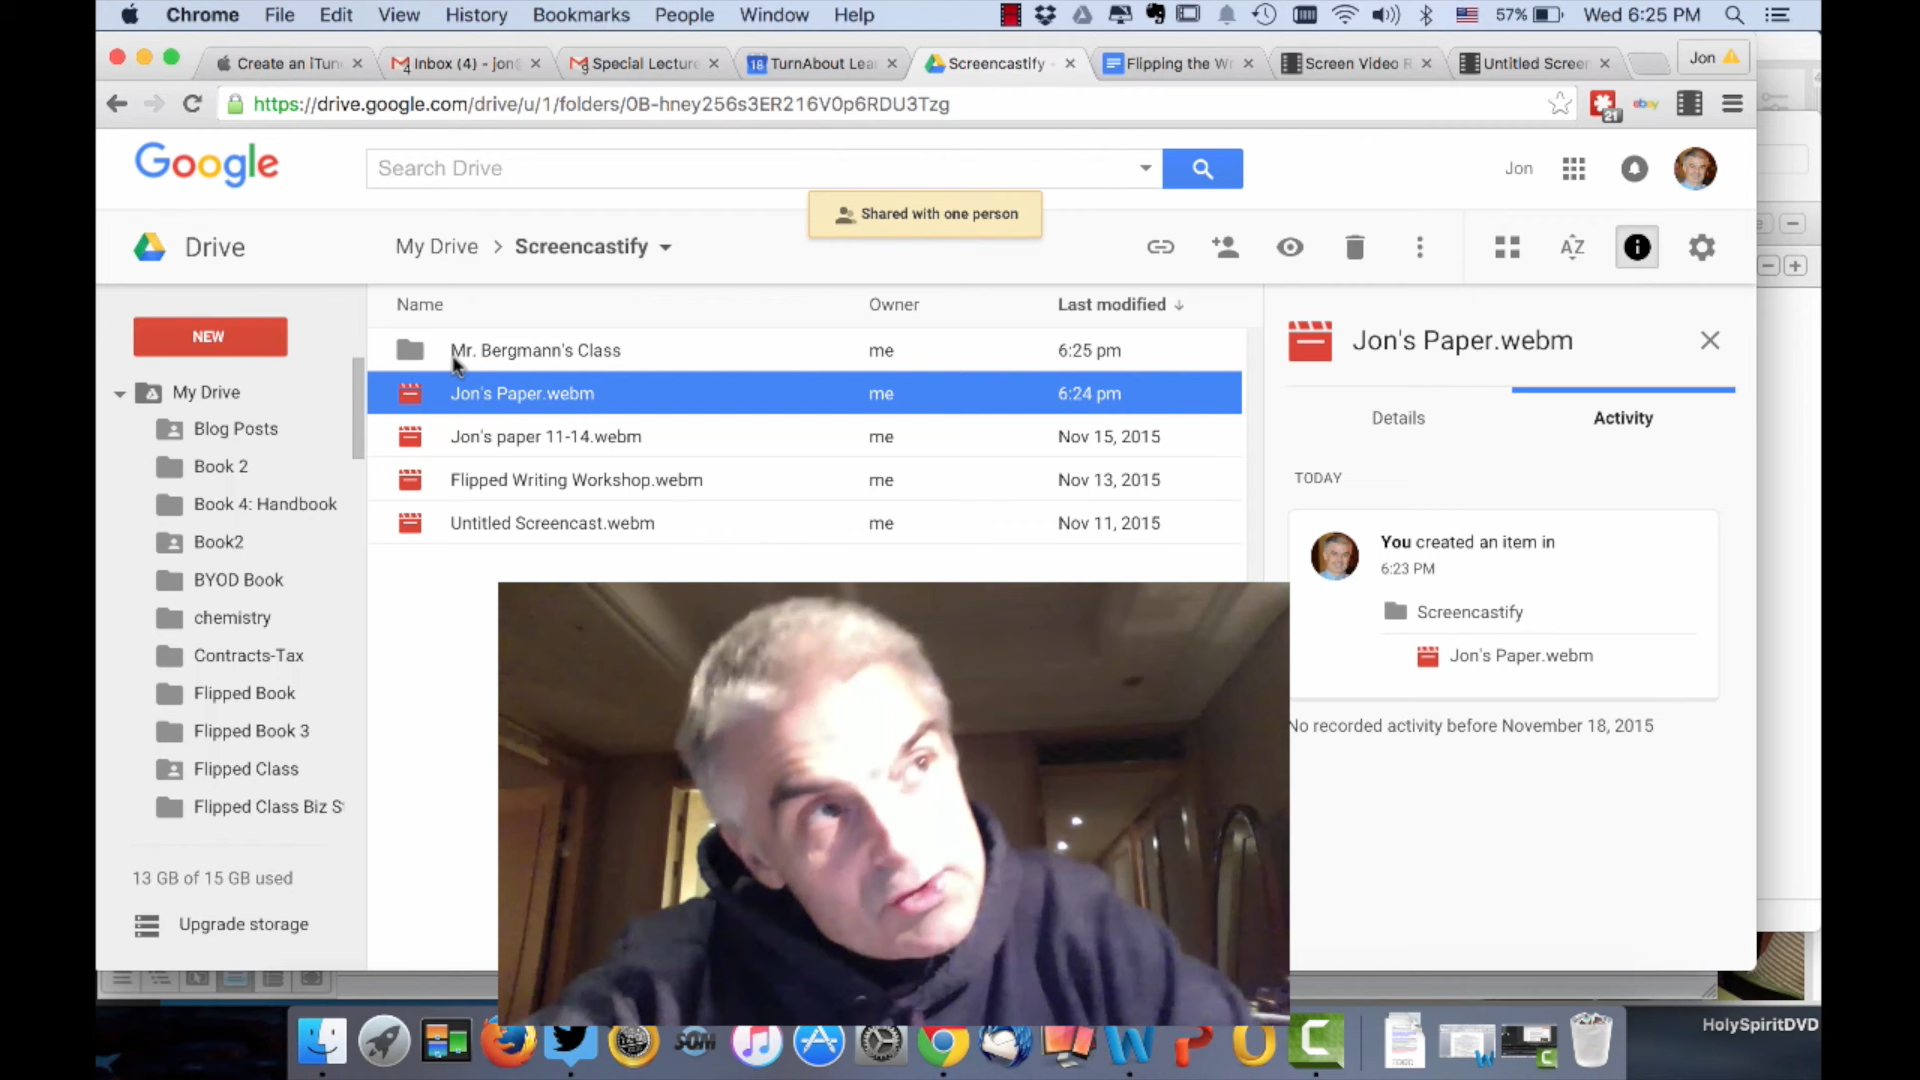 Chrome File Edit View History Bookmarks People Window Help 57% Wed 6:25 PM
Create an iTun Inbox (4) - jon@ Special Lecture 18 TurnAbout Lea Screencastify - Flipping the W Screen Video R Untitled Screen Jon
https://drive.google.com/drive/u/1/folders/0B-hney256s3ER216V0p6RDU3Tzg 21 ebay
Google Search Drive Jon
Shared with one person
Drive My Drive > Screencastify AZ
Name Owner Last modified
NEW
Mr. Bergmann's Class me 6:25 pm
Jon's Paper.webm me 6:24 pm
Jon's paper 11-14.webm me Nov 15, 2015
Flipped Writing Workshop.webm me Nov 13, 2015
Untitled Screencast.webm me Nov 11, 2015
My Drive
Blog Posts
Book 2
Book 4: Handbook
Book2
BYOD Book
chemistry
Contracts-Tax
Flipped Book
Flipped Book 3
Flipped Class
Flipped Class Biz S
13 GB of 15 GB used
Upgrade storage
Jon's Paper.webm
Details Activity
TODAY
You created an item in
6:23 PM
Screencastify
Jon's Paper.webm
No recorded activity before November 18, 2015
SOM
HolySpiritDVD